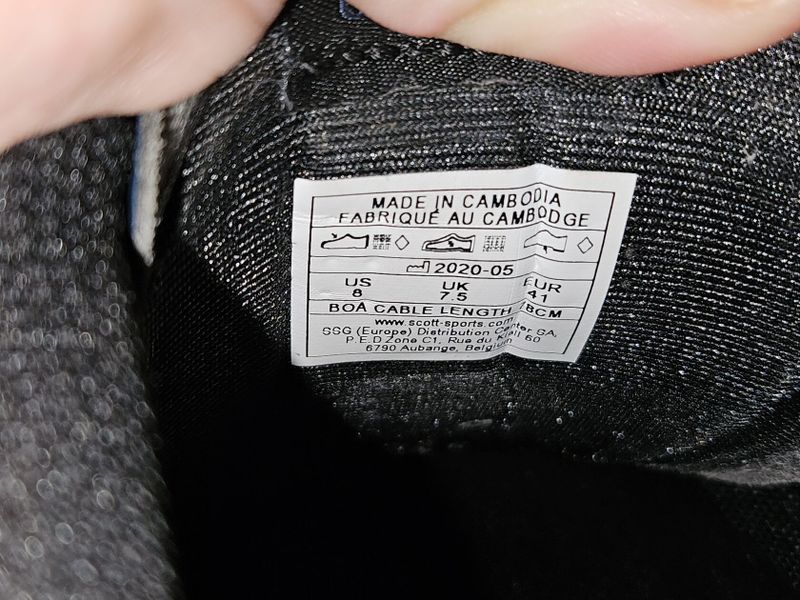 MADE IN CAMBODIA
FABRIQUÉ AU CAMBODGE
2020-05
US UK EUR
8 7.5 41
BOA CABLE LENGTH
www.scott-sports.com
SSG (Europe) Distribution Center SA,
P.E.D Zone C1, Rue du Kiell 60
6790 Aubange, Belgium